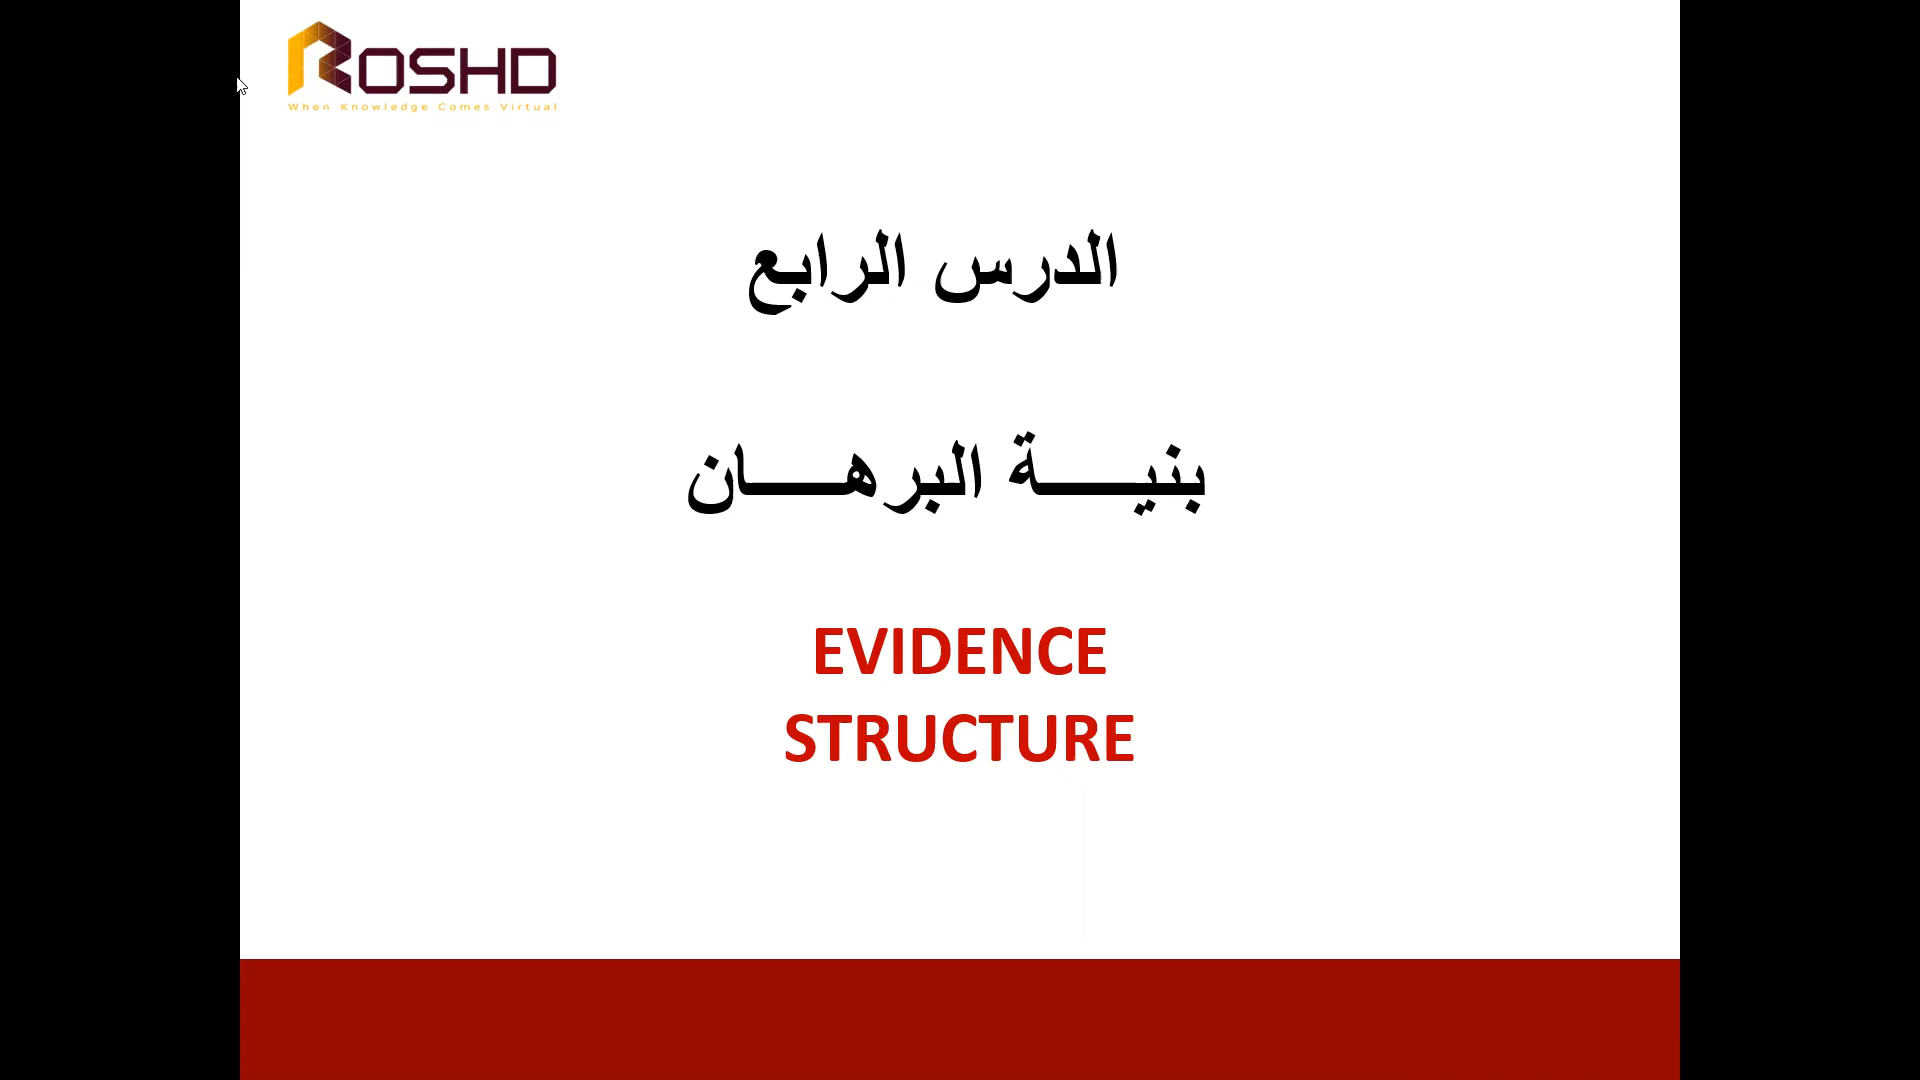 ROSHD
When Knowledge Comes Virtual
الدرس الرابع
بنيـــــة البرهـــــان
EVIDENCE
STRUCTURE